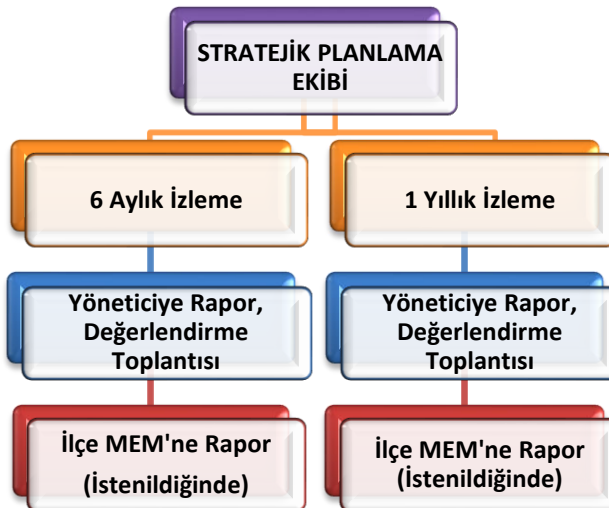 STRATEJİK PLANLAMA
EKİBİ
6 Aylık İzleme
1 Yıllık İzleme
Yöneticiye Rapor,
Değerlendirme
Toplantısı
Yöneticiye Rapor,
Değerlendirme
Toplantısı
İlçe MEM'ne Rapor
(İstenildiğinde)
İlçe MEM'ne Rapor
(İstenildiğinde)